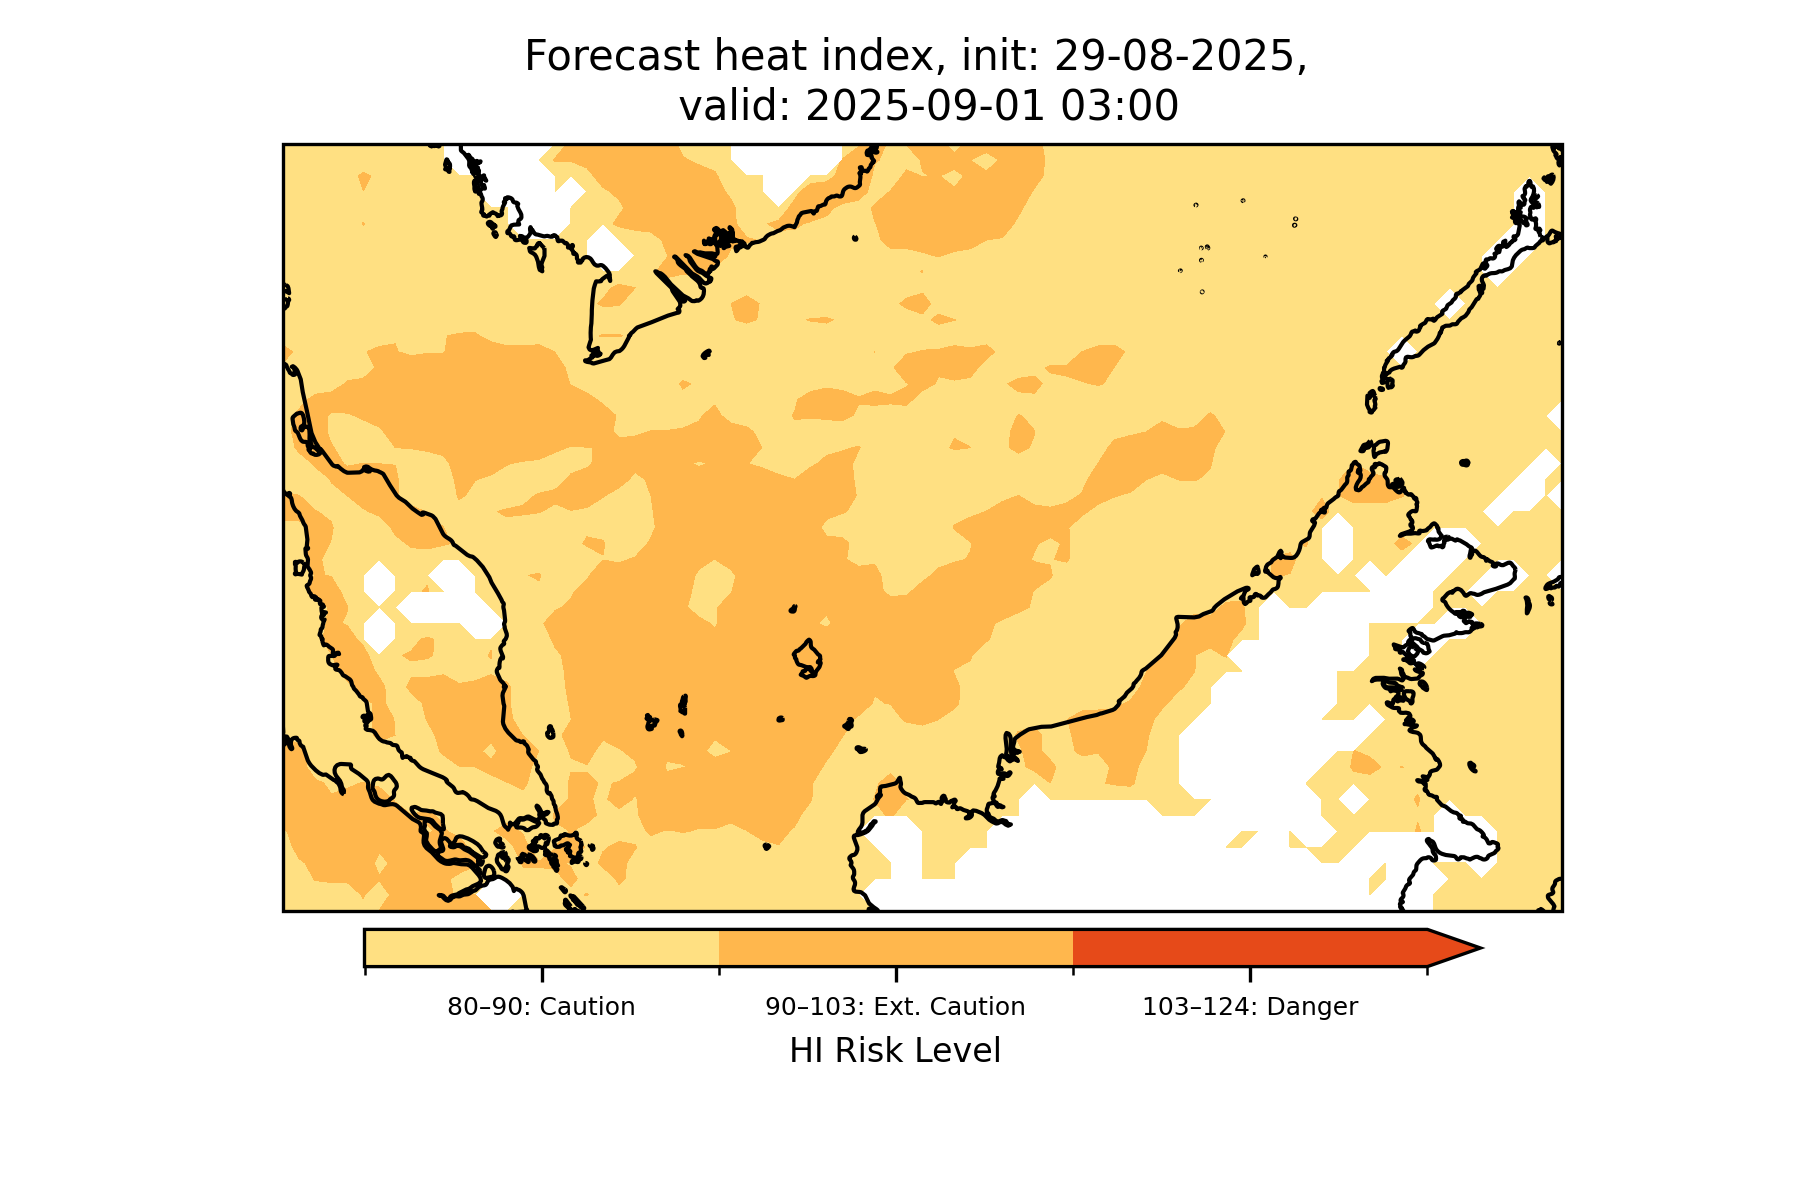 Forecast heat index, init: 29-08-2025,
valid: 2025-09-01 03:00
80–90: Caution
90–103: Ext. Caution
103–124: Danger
HI Risk Level